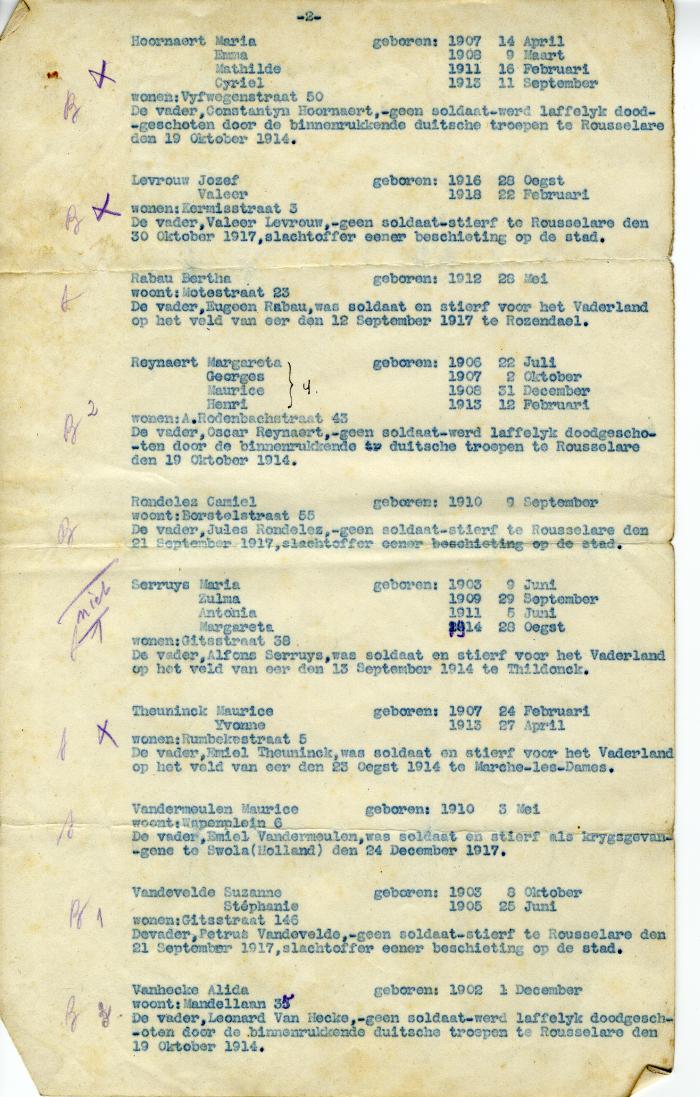 -2-
Hoornaert Maria geboren: 1907 14 April
Emma 1908 9 Maart
Mathilde 1911 16 Februari
X Cyriel 1913 11 September
B wonen:Vyfwegenstraat 50
De vader,Constantyn Hoornaert,-geen soldaat-werd laffelyk dood-
-geschoten door de binnenrukkende duitsche troepen te Rousselare
den 19 Oktober 1914.
Levrouw Jozef geboren: 1916 28 Oegst
Valeer 1918 22 Februari
B X wonen:Kermisstraat 3
De vader,Valeer Levrouw,-geen soldaat-stierf te Rousselare den
30 Oktober 1917,slachtoffer eener beschieting op de stad.
Rabau Bertha geboren: 1912 28 Mei
woont:Motestraat 23
De vader,Eugeen Rabau,was soldaat en stierf voor het Vaderland
op het veld van eer den 12 September 1917 te Rozendael.
Reynaert Margareta geboren: 1906 22 Juli
Georges 1907 2 Oktober
Maurice } 4. 1908 31 December
Henri 1913 12 Februari
B 2 wonen:A.Rodenbachstraat 43
De vader,Oscar Reynaert,-geen soldaat-werd laffelyk doodgescho-
-ten door de binnenrukkende tr duitsche troepen te Rousselare
den 19 Oktober 1914.
Rondelez Camiel geboren: 1910 9 September
woont:Borstelstraat 55
B De vader,Jules Rondelez,-geen soldaat-stierf te Rousselare den
21 September 1917,slachtoffer eener beschieting op de stad.
Serruys Maria geboren: 1903 9 Juni
niet Zulma 1909 29 September
Antonia 1911 5 Juni
Margareta 1914 28 Oegst
wonen:Gitsstraat 38
De vader,Alfons Serruys,was soldaat en stierf voor het Vaderland
op het veld van eer den 13 September 1914 te Thildonck.
Theuninck Maurice geboren: 1907 24 Februari
Yvonne 1913 27 April
X wonen:Rumbekestraat 5
De vader,Emiel Theuninck,was soldaat en stierf voor het Vaderland
op het veld van eer den 23 Oegst 1914 te Marche-les-Dames.
Vandermeulen Maurice geboren: 1910 3 Mei
woont:Wapenplein 6
De vader,Emiel Vandermeulen,was soldaat en stierf als krygsgevan-
-gene te Swola(Holland) den 24 December 1917.
Vandevelde Suzanne geboren: 1903 8 Oktober
Stéphanie 1905 25 Juni
B 1 wonen:Gitsstraat 146
Devader,Petrus Vandevelde,-geen soldaat-stierf te Rousselare den
21 September 1917,slachtoffer eener beschieting op de stad.
Vanhecke Alida geboren: 1902 1 December
woont:Mandellaan 35
B De vader,Leonard Van Hecke,-geen soldaat-werd laffelyk doodgesch-
-oten door de binnenrukkende duitsche troepen te Rousselare den
19 Oktober 1914.